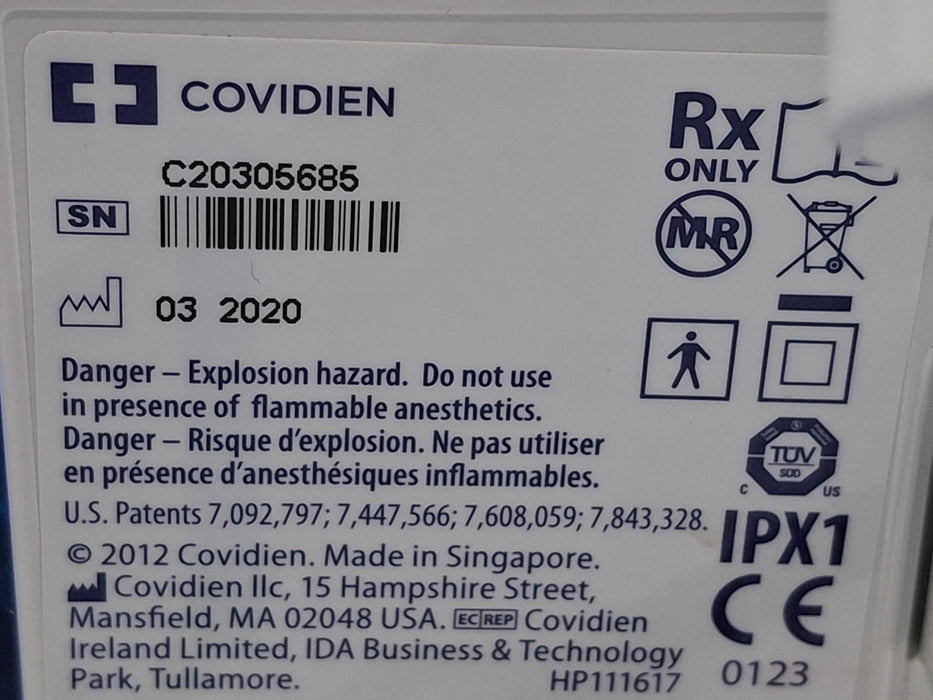 COVIDIEN
C20305685
SN
03 2020
Rx
ONLY
MR
Danger – Explosion hazard. Do not use
in presence of flammable anesthetics.
Danger – Risque d'explosion. Ne pas utiliser
en présence d'anesthésiques inflammables.
U.S. Patents 7,092,797; 7,447,566; 7,608,059; 7,843,328.
© 2012 Covidien. Made in Singapore.
Covidien llc, 15 Hampshire Street,
Mansfield, MA 02048 USA. EC REP Covidien
Ireland Limited, IDA Business & Technology
Park, Tullamore. HP111617
TÜV
SÜD
C US
IPX1
CE
0123